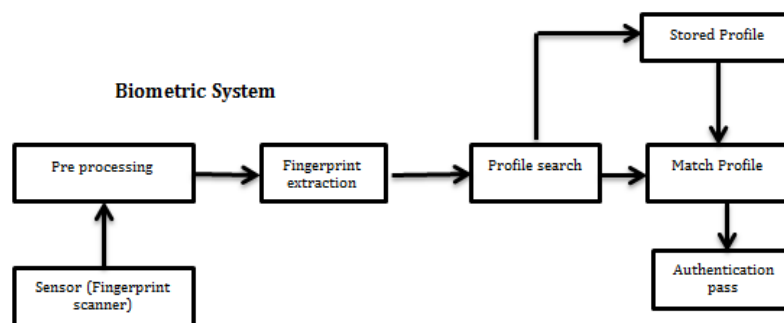 Stored Profile
Biometric System
Pre processing
Fingerprint
extraction
Profile search
Match Profile
Sensor (Fingerprint
scanner)
Authentication
pass